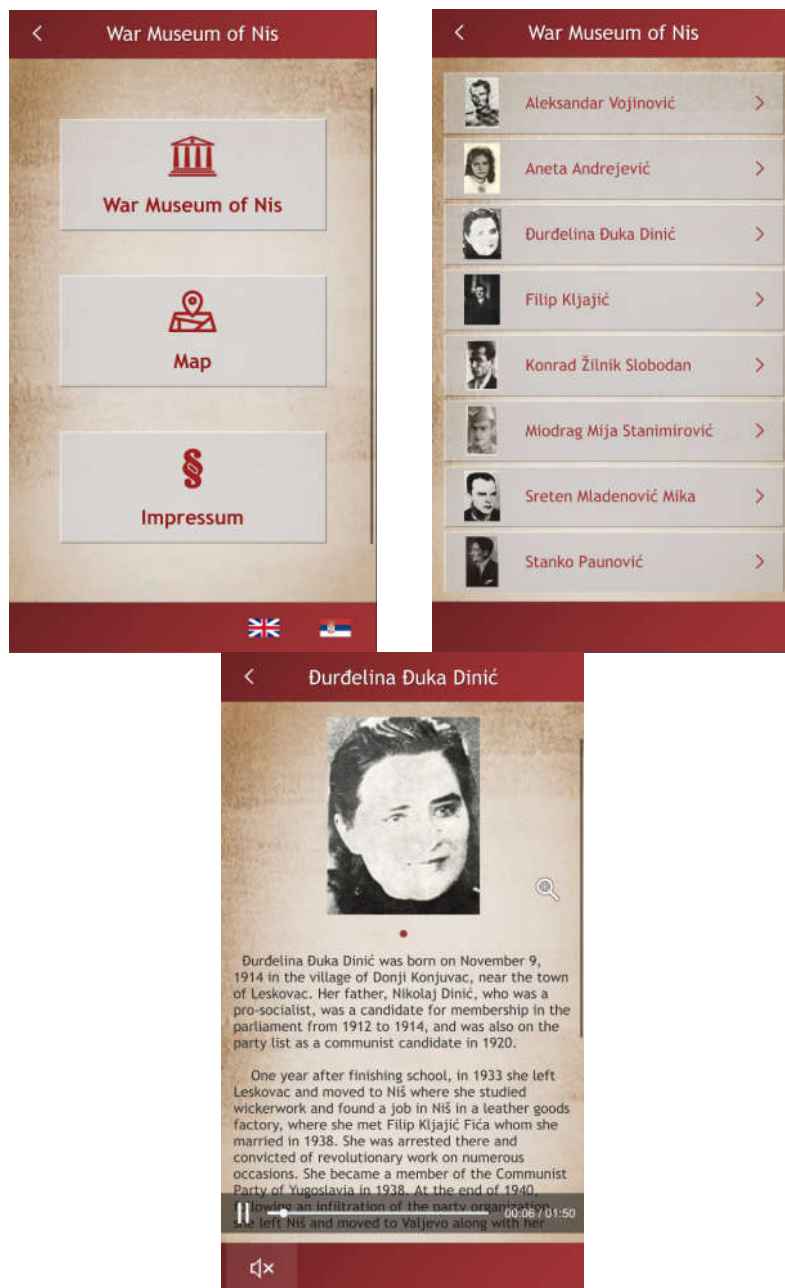 War Museum of Nis
War Museum of Nis
Map
§
Impressum
War Museum of Nis
Aleksandar Vojinović
Aneta Andrejević
Đurđelina Đuka Dinić
Filip Kljajić
Konrad Žilnik Slobodan
Miodrag Mija Stanimirović
Sreten Mladenović Mika
Stanko Paunović
Đurđelina Đuka Dinić
Đurđelina Đuka Dinić was born on November 9,
1914 in the village of Donji Konjuvac, near the town
of Leskovac. Her father, Nikolaj Dinić, who was a
pro-socialist, was a candidate for membership in the
parliament from 1912 to 1914, and was also on the
party list as a communist candidate in 1920.
One year after finishing school, in 1933 she left
Leskovac and moved to Niš where she studied
wickerwork and found a job in Niš in a leather goods
factory, where she met Filip Kljajić Fića whom she
married in 1938. She was arrested there and
convicted of revolutionary work on numerous
occasions. She became a member of the Communist
Party of Yugoslavia in 1938. At the end of 1940,
following an infiltration of the party organization
she left Niš and moved to Valjevo along with her
00:06 / 01:50